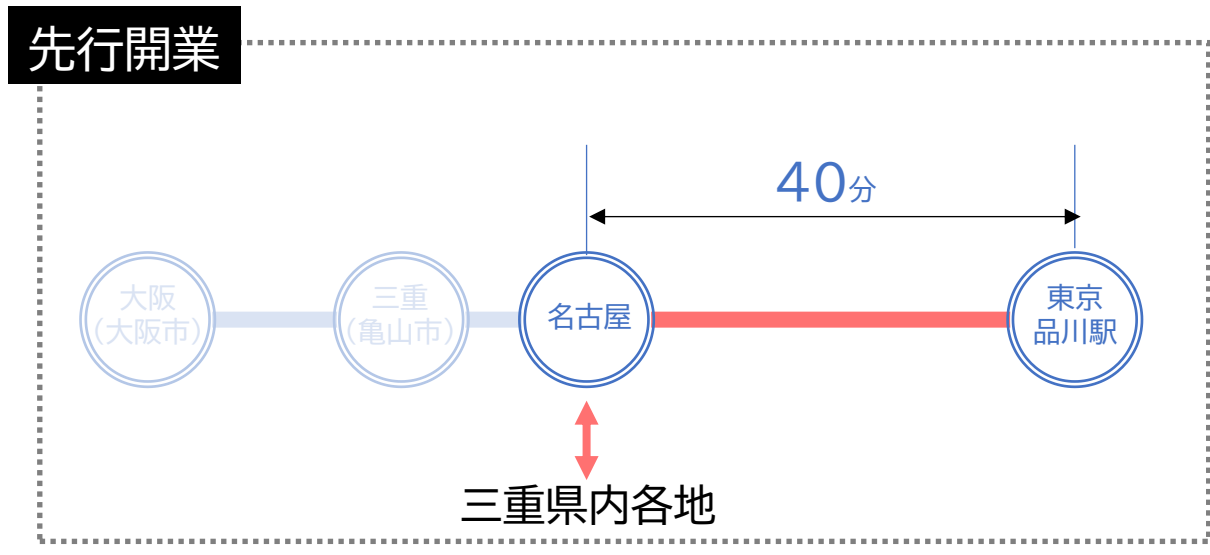 先行開業
40分
大阪
（大阪市）
三重
（亀山市）
名古屋
東京
品川駅
三重県内各地